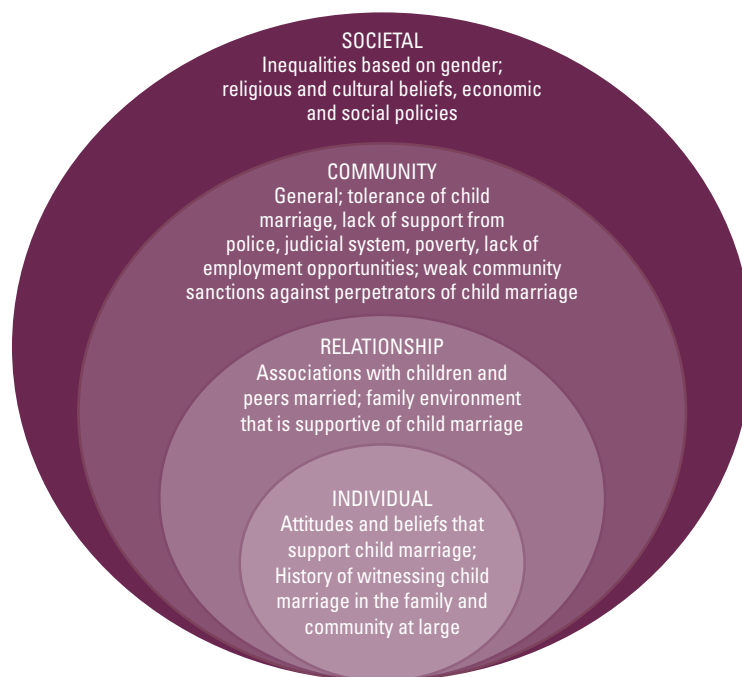 SOCIETAL
Inequalities based on gender;
religious and cultural beliefs, economic
and social policies
COMMUNITY
General; tolerance of child
marriage, lack of support from
police, judicial system, poverty, lack of
employment opportunities; weak community
sanctions against perpetrators of child marriage
RELATIONSHIP
Associations with children and
peers married; family environment
that is supportive of child marriage
INDIVIDUAL
Attitudes and beliefs that
support child marriage;
History of witnessing child
marriage in the family and
community at large